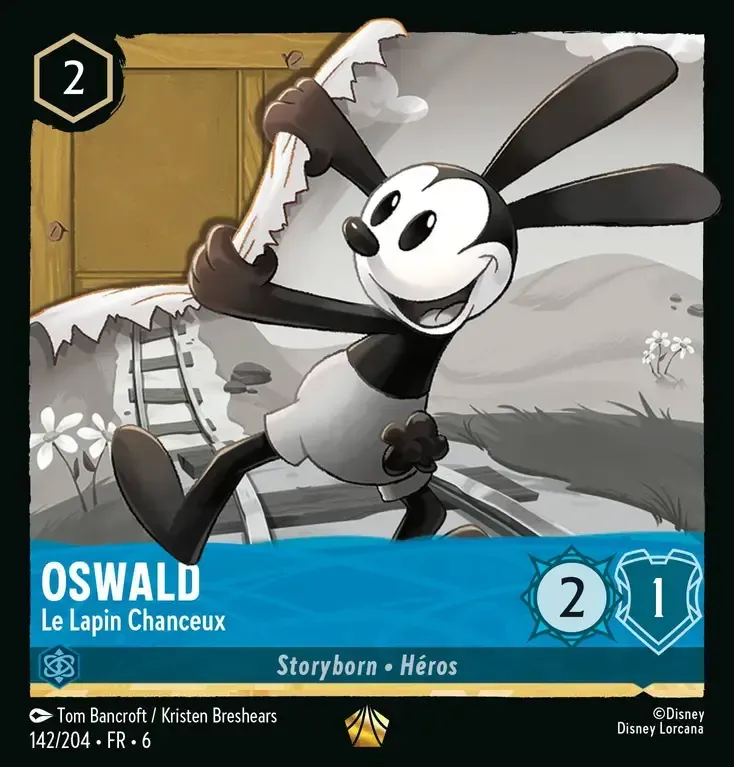 2
OSWALD
Le Lapin Chanceux
2 1
Storyborn • Héros
Tom Bancroft / Kristen Breshears
142/204 • FR • 6
©Disney
Disney Lorcana